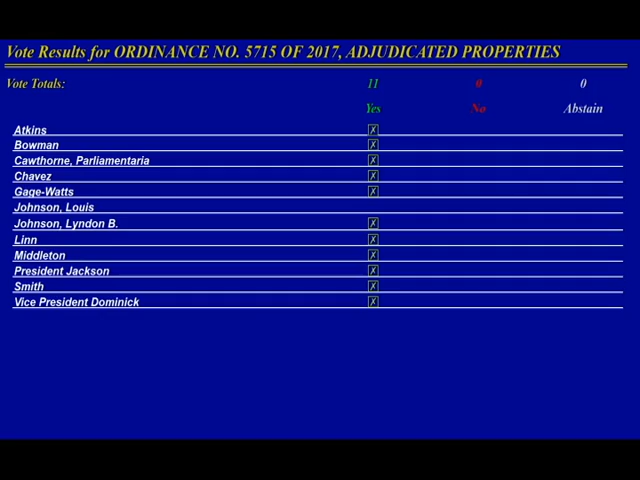 Vote Results for ORDINANCE NO. 5715 OF 2017, ADJUDICATED PROPERTIES
Vote Totals: 11 0 0
Yes No Abstain
Atkins
Bowman
Cawthorne, Parliamentaria
Chavez
Gage-Watts
Johnson, Louis
Johnson, Lyndon B.
Linn
Middleton
President Jackson
Smith
Vice President Dominick